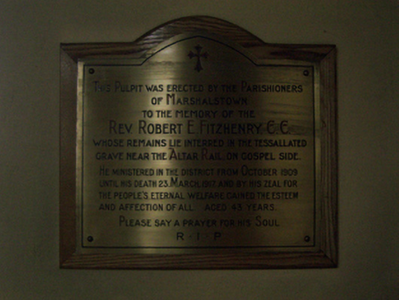 THIS PULPIT WAS ERECTED BY THE PARISHIONERS
OF MARSHALSTOWN
TO THE MEMORY OF THE
REV ROBERT E. FITZHENRY C.C.
WHOSE REMAINS LIE INTERRED IN THE TESSALLATED
GRAVE NEAR THE ALTAR RAIL, ON GOSPEL SIDE.
HE MINISTERED IN THE DISTRICT FROM OCTOBER 1909
UNTIL HIS DEATH 23 MARCH, 1917 AND BY HIS ZEAL FOR
THE PEOPLE'S ETERNAL WELFARE GAINED THE ESTEEM
AND AFFECTION OF ALL. AGED 43 YEARS.
PLEASE SAY A PRAYER FOR HIS SOUL
R·I·P